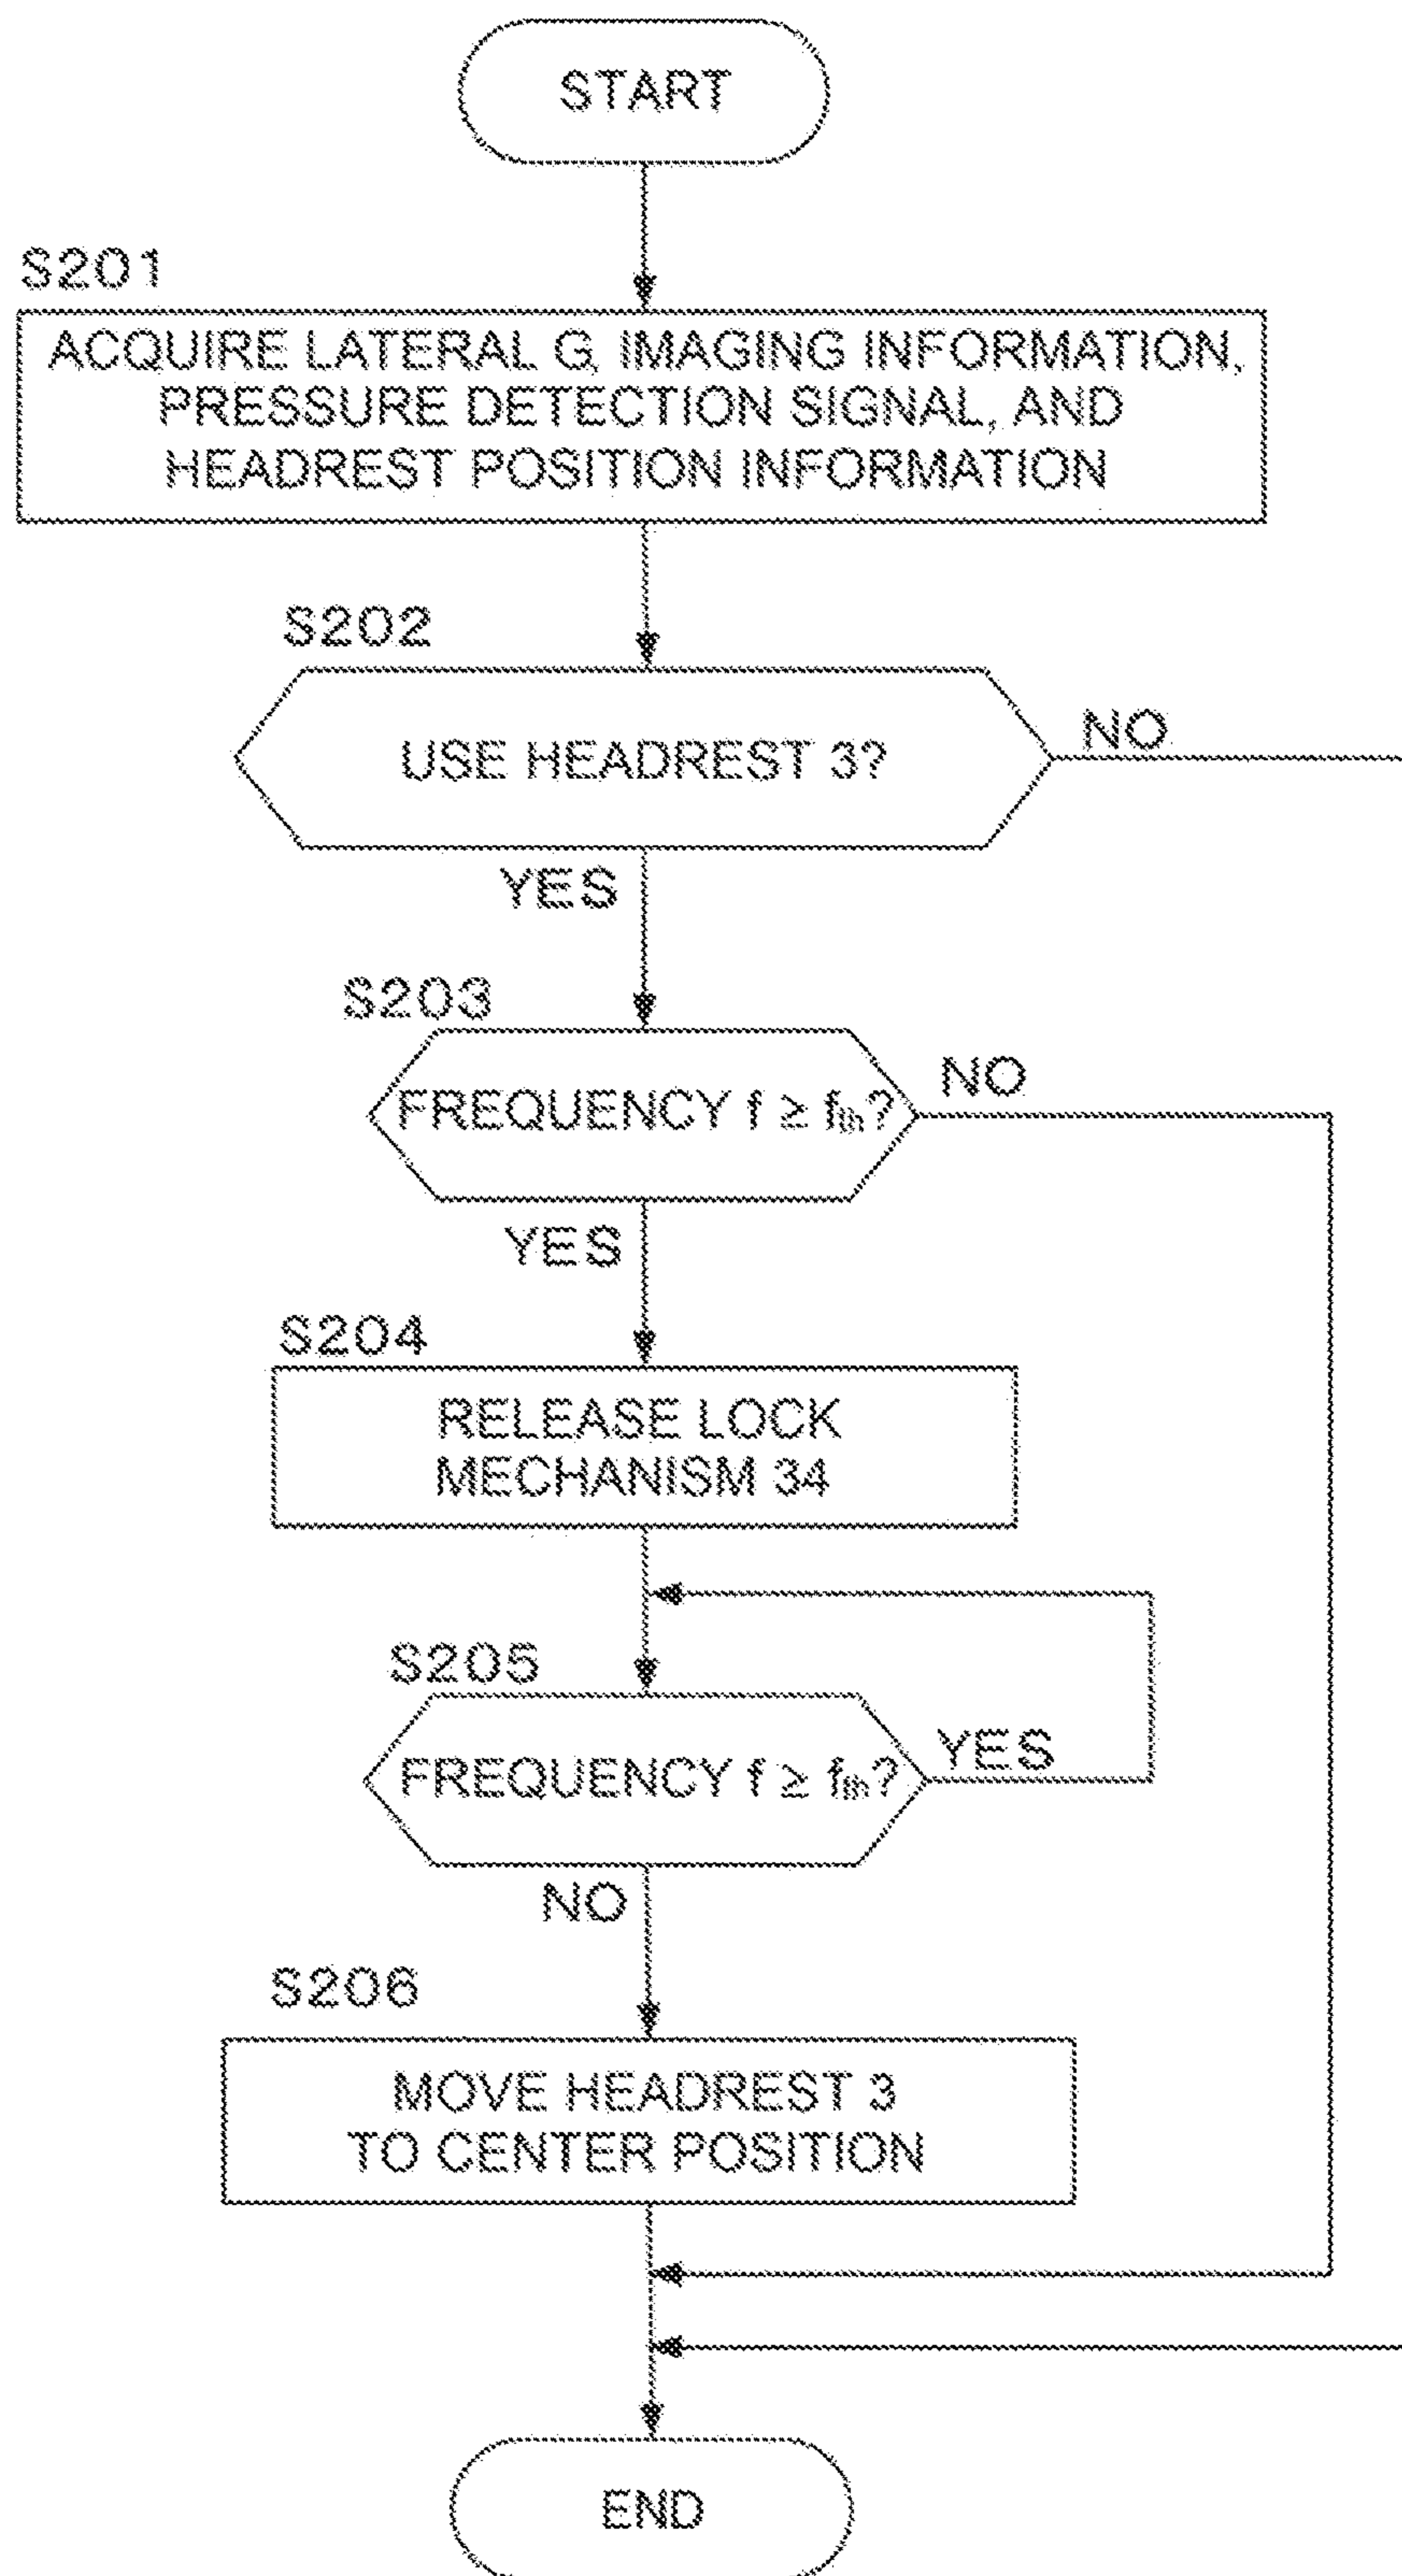 START
S201
ACQUIRE LATERAL G, IMAGING INFORMATION,
PRESSURE DETECTION SIGNAL, AND
HEADREST POSITION INFORMATION
S202
USE HEADREST 3?
NO
YES
S203
FREQUENCY f ≥ fth?
NO
YES
S204
RELEASE LOCK
MECHANISM 34
S205
FREQUENCY f ≥ fth?
YES
NO
S206
MOVE HEADREST 3
TO CENTER POSITION
END